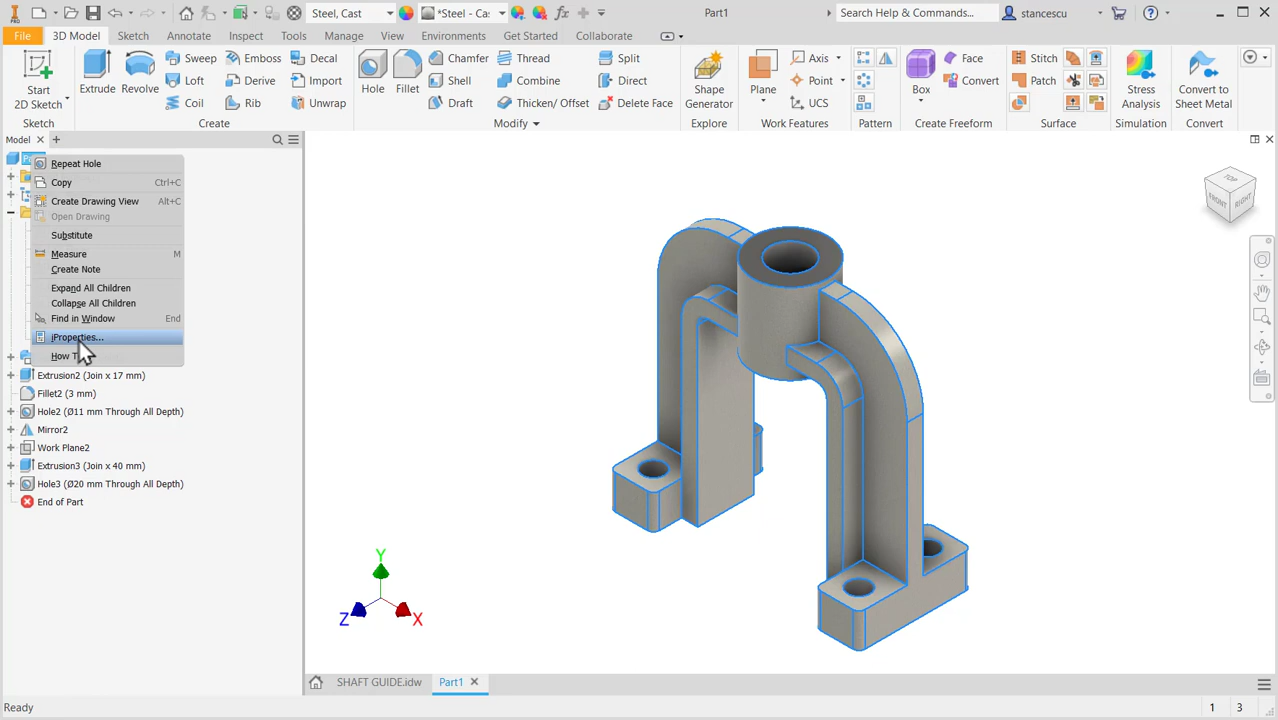 PRO
Steel, Cast
*Steel - Cas
Part1
Search Help & Commands...
stancescu
File
3D Model
Sketch
Annotate
Inspect
Tools
Manage
View
Environments
Get Started
Collaborate
Start
2D Sketch
Extrude
Revolve
Sweep
Loft
Coil
Emboss
Derive
Rib
Decal
Import
Unwrap
Hole
Fillet
Chamfer
Shell
Draft
Thread
Combine
Thicken/ Offset
Split
Direct
Delete Face
Shape
Generator
Plane
Axis
Point
UCS
Box
Face
Convert
Stitch
Patch
Stress
Analysis
Convert to
Sheet Metal
Sketch
Create
Modify
Explore
Work Features
Pattern
Create Freeform
Surface
Simulation
Convert
Model
Repeat Hole
Copy Ctrl+C
Create Drawing View Alt+C
Open Drawing
Substitute
Measure M
Create Note
Expand All Children
Collapse All Children
Find in Window End
iProperties...
How T
Extrusion2 (Join x 17 mm)
Fillet2 (3 mm)
Hole2 (Ø11 mm Through All Depth)
Mirror2
Work Plane2
Extrusion3 (Join x 40 mm)
Hole3 (Ø20 mm Through All Depth)
End of Part
TOP
FRONT
RIGHT
Y
Z
X
SHAFT GUIDE.idw
Part1
Ready
1
3